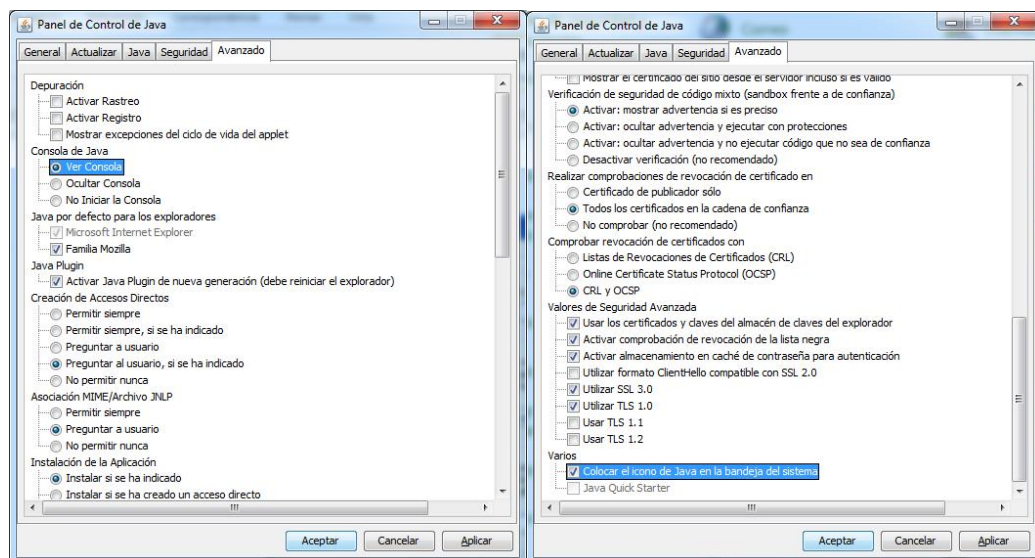 Panel de Control de Java
General Actualizar Java Seguridad Avanzado
Depuración
Activar Rastreo
Activar Registro
Mostrar excepciones del ciclo de vida del applet
Consola de Java
Ver Consola
Ocultar Consola
No Iniciar la Consola
Java por defecto para los exploradores
Microsoft Internet Explorer
Familia Mozilla
Java Plugin
Activar Java Plugin de nueva generación (debe reiniciar el explorador)
Creación de Accesos Directos
Permitir siempre
Permitir siempre, si se ha indicado
Preguntar a usuario
Preguntar al usuario, si se ha indicado
No permitir nunca
Asociación MIME/Archivo JNLP
Permitir siempre
Preguntar a usuario
No permitir nunca
Instalación de la Aplicación
Instalar si se ha indicado
Instalar si se ha creado un acceso directo
Aceptar Cancelar Aplicar
Panel de Control de Java
General Actualizar Java Seguridad Avanzado
Mostrar el certificado del sitio desde el servidor incluso si es válido
Verificación de seguridad de código mixto (sandbox frente a de confianza)
Activar: mostrar advertencia si es preciso
Activar: ocultar advertencia y ejecutar con protecciones
Activar: ocultar advertencia y no ejecutar código que no sea de confianza
Desactivar verificación (no recomendado)
Realizar comprobaciones de revocación de certificado en
Certificado de publicador sólo
Todos los certificados en la cadena de confianza
No comprobar (no recomendado)
Comprobar revocación de certificados con
Listas de Revocaciones de Certificados (CRL)
Online Certificate Status Protocol (OCSP)
CRL y OCSP
Valores de Seguridad Avanzada
Usar los certificados y claves del almacén de claves del explorador
Activar comprobación de revocación de la lista negra
Activar almacenamiento en caché de contraseña para autenticación
Utilizar formato ClientHello compatible con SSL 2.0
Utilizar SSL 3.0
Utilizar TLS 1.0
Usar TLS 1.1
Usar TLS 1.2
Varios
Colocar el icono de Java en la bandeja del sistema
Java Quick Starter
Aceptar Cancelar Aplicar